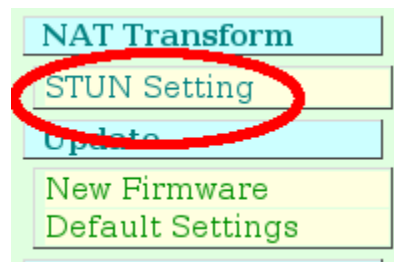 NAT Transform
STUN Setting
Update
New Firmware
Default Settings